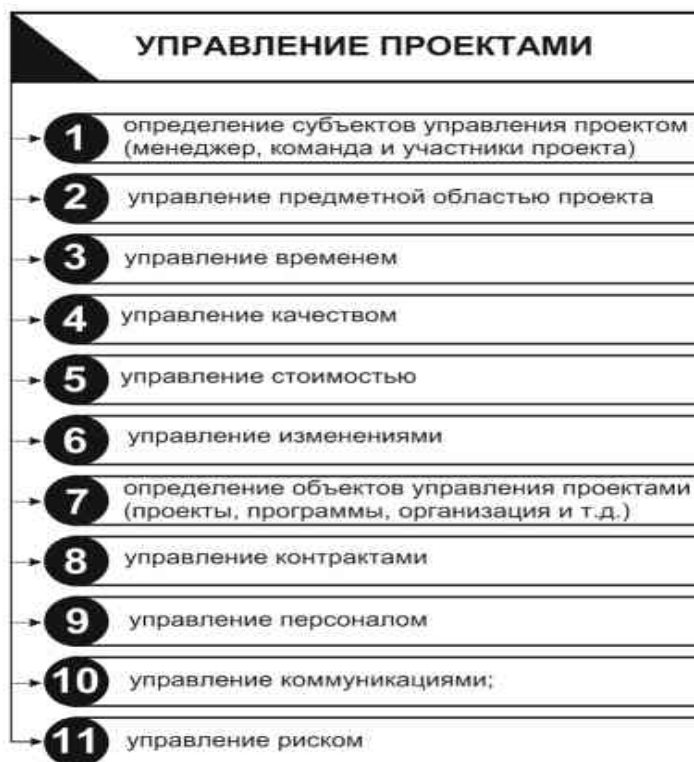 УПРАВЛЕНИЕ ПРОЕКТАМИ
1 определение субъектов управления проектом
(менеджер, команда и участники проекта)
2 управление предметной областью проекта
3 управление временем
4 управление качеством
5 управление стоимостью
6 управление изменениями
7 определение объектов управления проектами
(проекты, программы, организация и т.д.)
8 управление контрактами
9 управление персоналом
10 управление коммуникациями;
11 управление риском